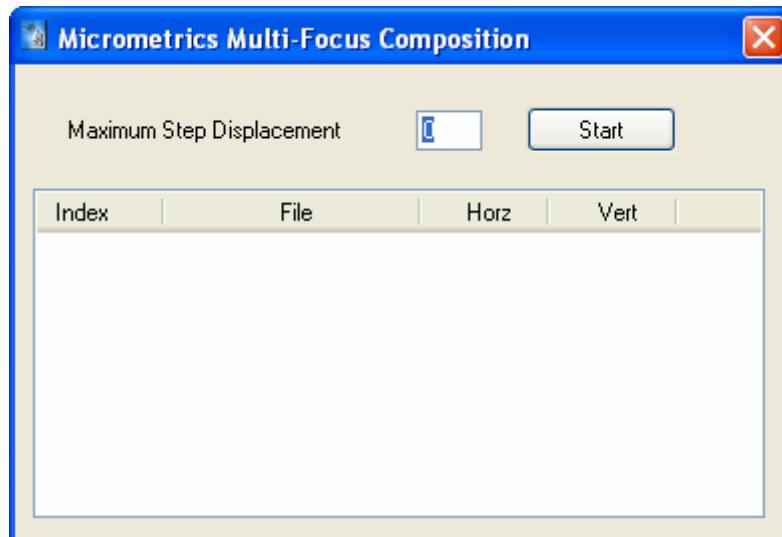 Micrometrics Multi-Focus Composition
Maximum Step Displacement 0 Start
Index File Horz Vert